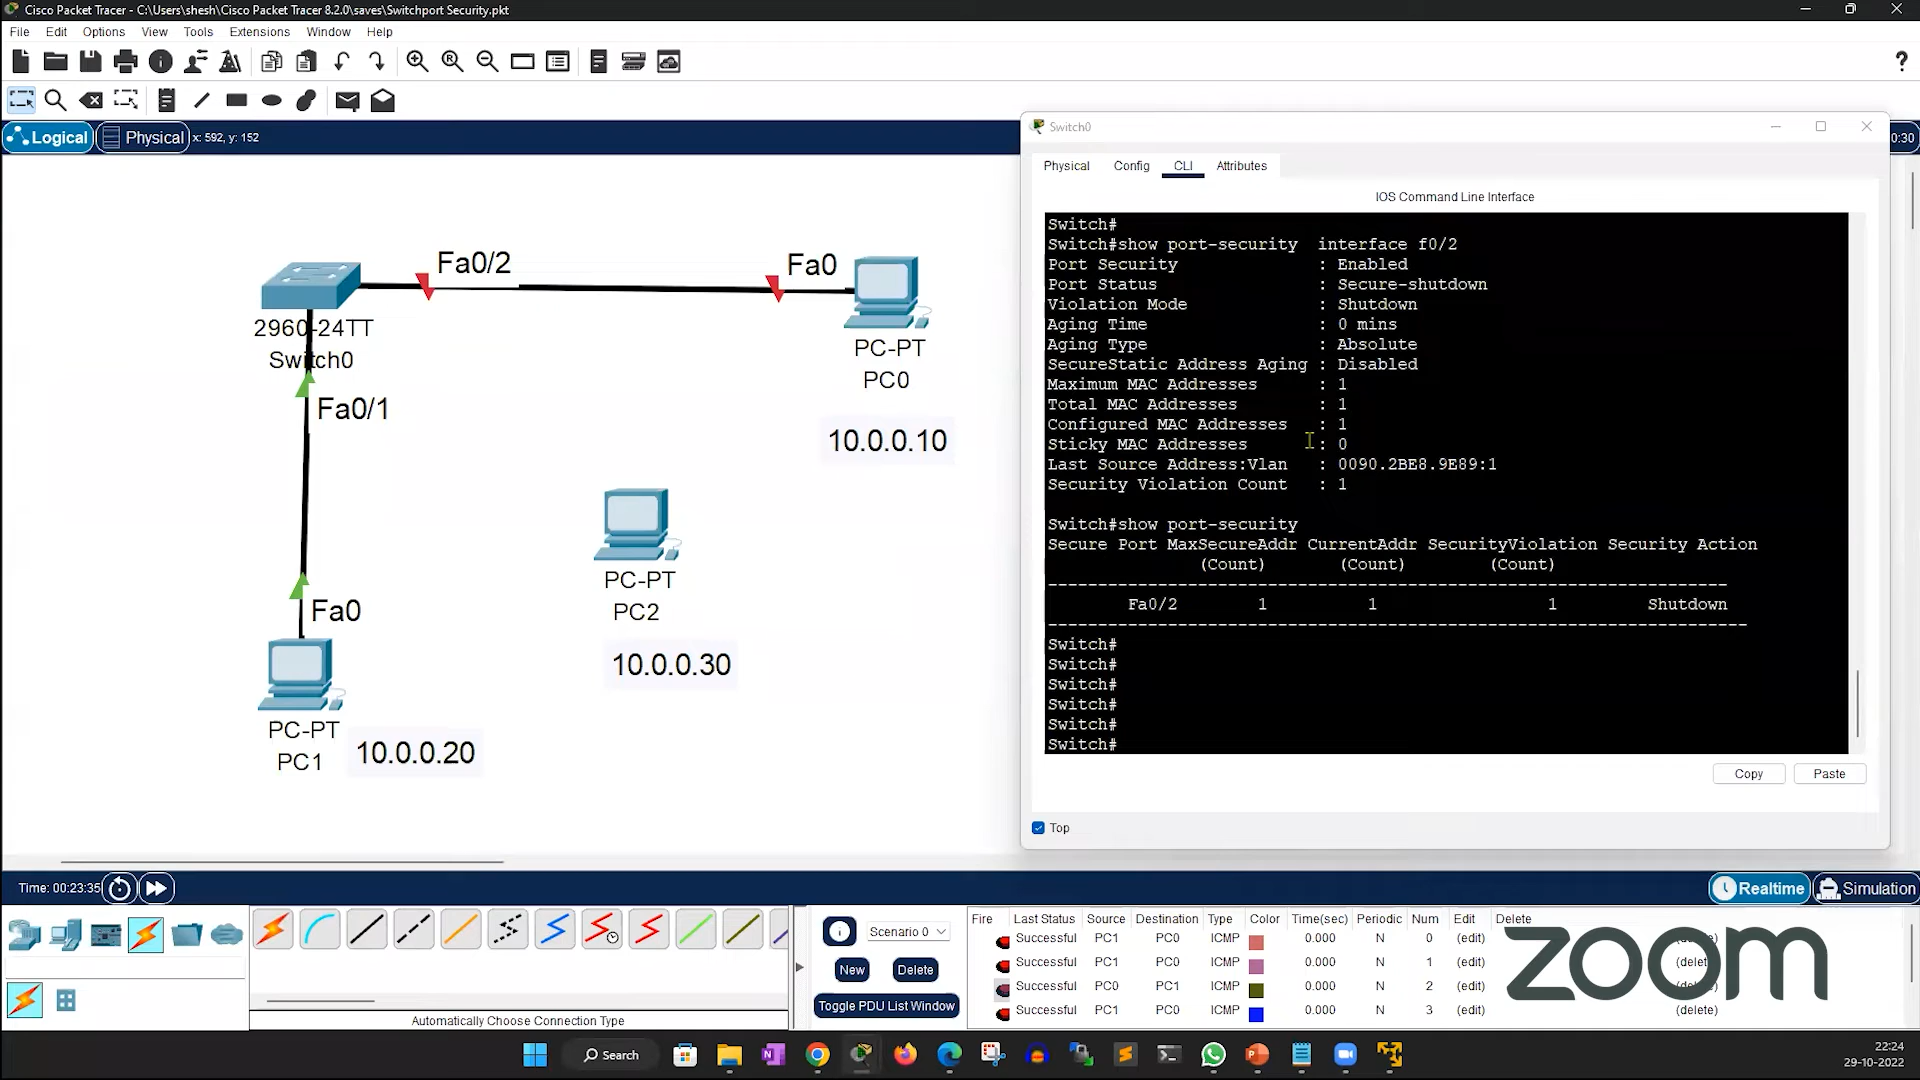 Cisco Packet Tracer - C:\Users\shesh\Cisco Packet Tracer 8.2.0\saves\Switchport Security.pkt
File Edit Options View Tools Extensions Window Help
?
Logical Physical x: 592, y: 152
0:30
Switch0
Physical Config CLI Attributes
IOS Command Line Interface
Switch#
Switch#show port-security  interface f0/2
Port Security : Enabled
Port Status : Secure-shutdown
Violation Mode : Shutdown
Aging Time : 0 mins
Aging Type : Absolute
SecureStatic Address Aging : Disabled
Maximum MAC Addresses : 1
Total MAC Addresses : 1
Configured MAC Addresses : 1
Sticky MAC Addresses : 0
Last Source Address:Vlan : 0090.2BE8.9E89:1
Security Violation Count : 1
Switch#show port-security
Secure Port MaxSecureAddr CurrentAddr SecurityViolation Security Action
(Count) (Count) (Count)
--------------------------------------------------------------------
Fa0/2 1 1 1 Shutdown
----------------------------------------------------------------------
Switch#
Switch#
Switch#
Switch#
Switch#
Switch#
Copy Paste
Top
Fa0/2
Fa0
2960-24TT
Switch0
PC-PT
PC0
10.0.0.10
Fa0/1
PC-PT
PC2
10.0.0.30
Fa0
PC-PT
PC1
10.0.0.20
Time: 00:23:35
Realtime Simulation
Scenario 0
New Delete
Toggle PDU List Window
Automatically Choose Connection Type
Fire Last Status Source Destination Type Color Time(sec) Periodic Num Edit Delete
Successful PC1 PC0 ICMP 0.000 N 0 (edit)
Successful PC1 PC0 ICMP 0.000 N 1 (edit)
Successful PC0 PC1 ICMP 0.000 N 2 (edit)
Successful PC1 PC0 ICMP 0.000 N 3 (edit) (delete)
zoom
Search
22:24
29-10-2022